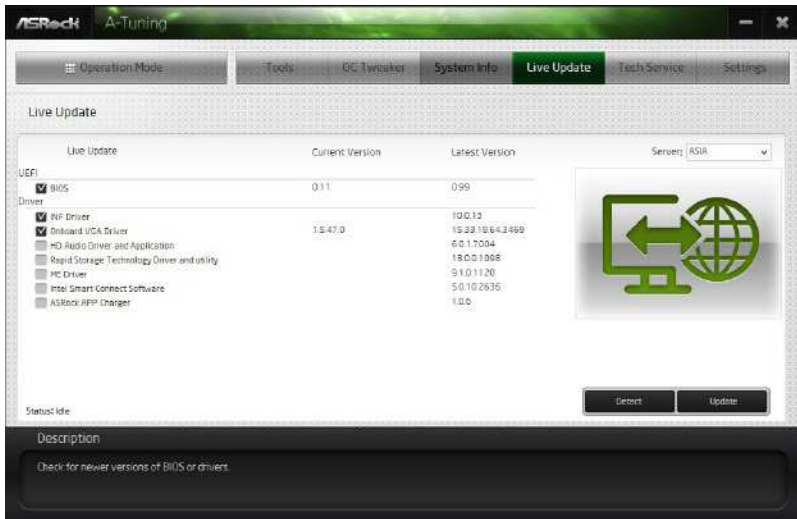 ASRock A-Tuning
Operation Mode Tools OC Tweaker System Info Live Update Tech Service Settings
Live Update
Live Update Current Version Latest Version Server: ASIA
UEFI
BIOS 0.11 0.99
Driver
INF Driver 10.0.13
Onboard VGA Driver 1.5.47.0 15.33.18.64.3469
HD Audio Driver and Application 6.0.1.7004
Rapid Storage Technology Driver and utility 13.0.0.1098
ME Driver 9.1.0.1120
Intel Smart Connect Software 5.0.10.2636
ASRock APP Charger 1.0.6
Detect Update
Status: Idle
Description
Check for newer versions of BIOS or drivers.